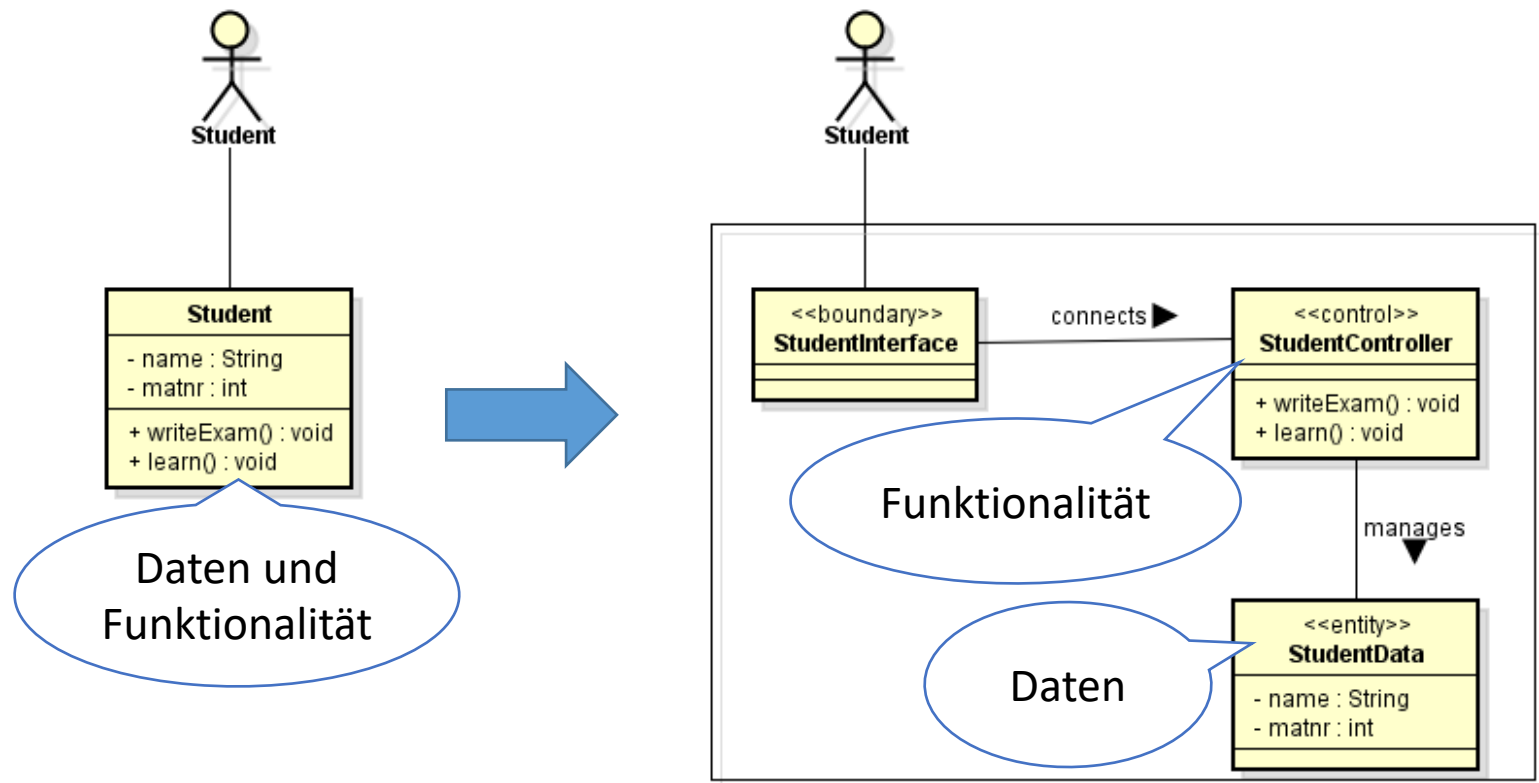 Student
Student
- name : String
- matnr : int
+ writeExam() : void
+ learn() : void
Daten und
Funktionalität
Student
<<boundary>>
StudentInterface
connects
<<control>>
StudentController
+ writeExam() : void
+ learn() : void
Funktionalität
manages
<<entity>>
StudentData
- name : String
- matnr : int
Daten